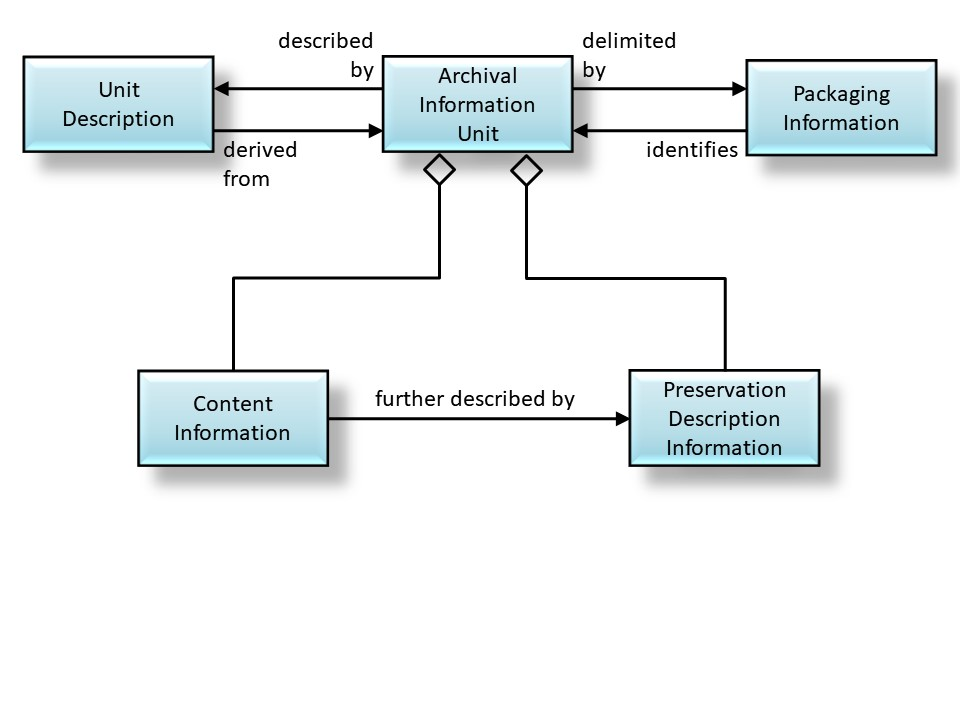 described
by
delimited
by
Unit
Description
Archival
Information
Unit
Packaging
Information
derived
from
identifies
Content
Information
further described by
Preservation
Description
Information